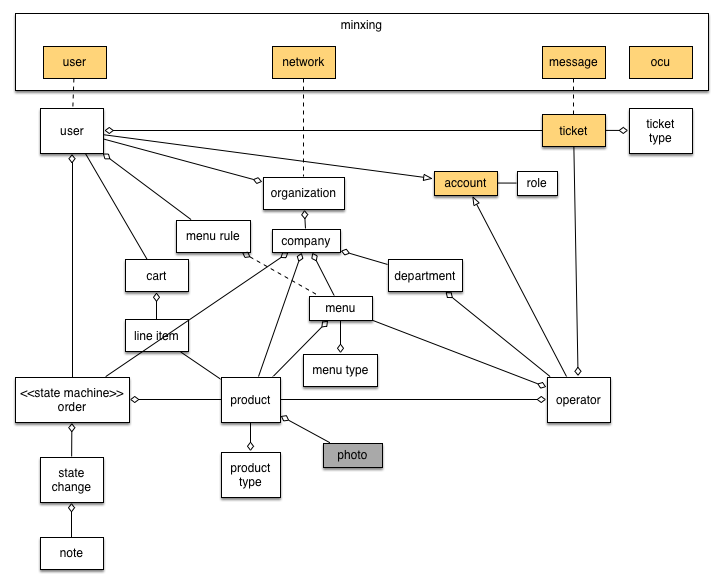 minxing
user
network
message
ocu
user
ticket
ticket
type
account
role
organization
menu rule
company
cart
department
menu
line item
menu type
<<state machine>>
order
product
operator
photo
state
change
product
type
note